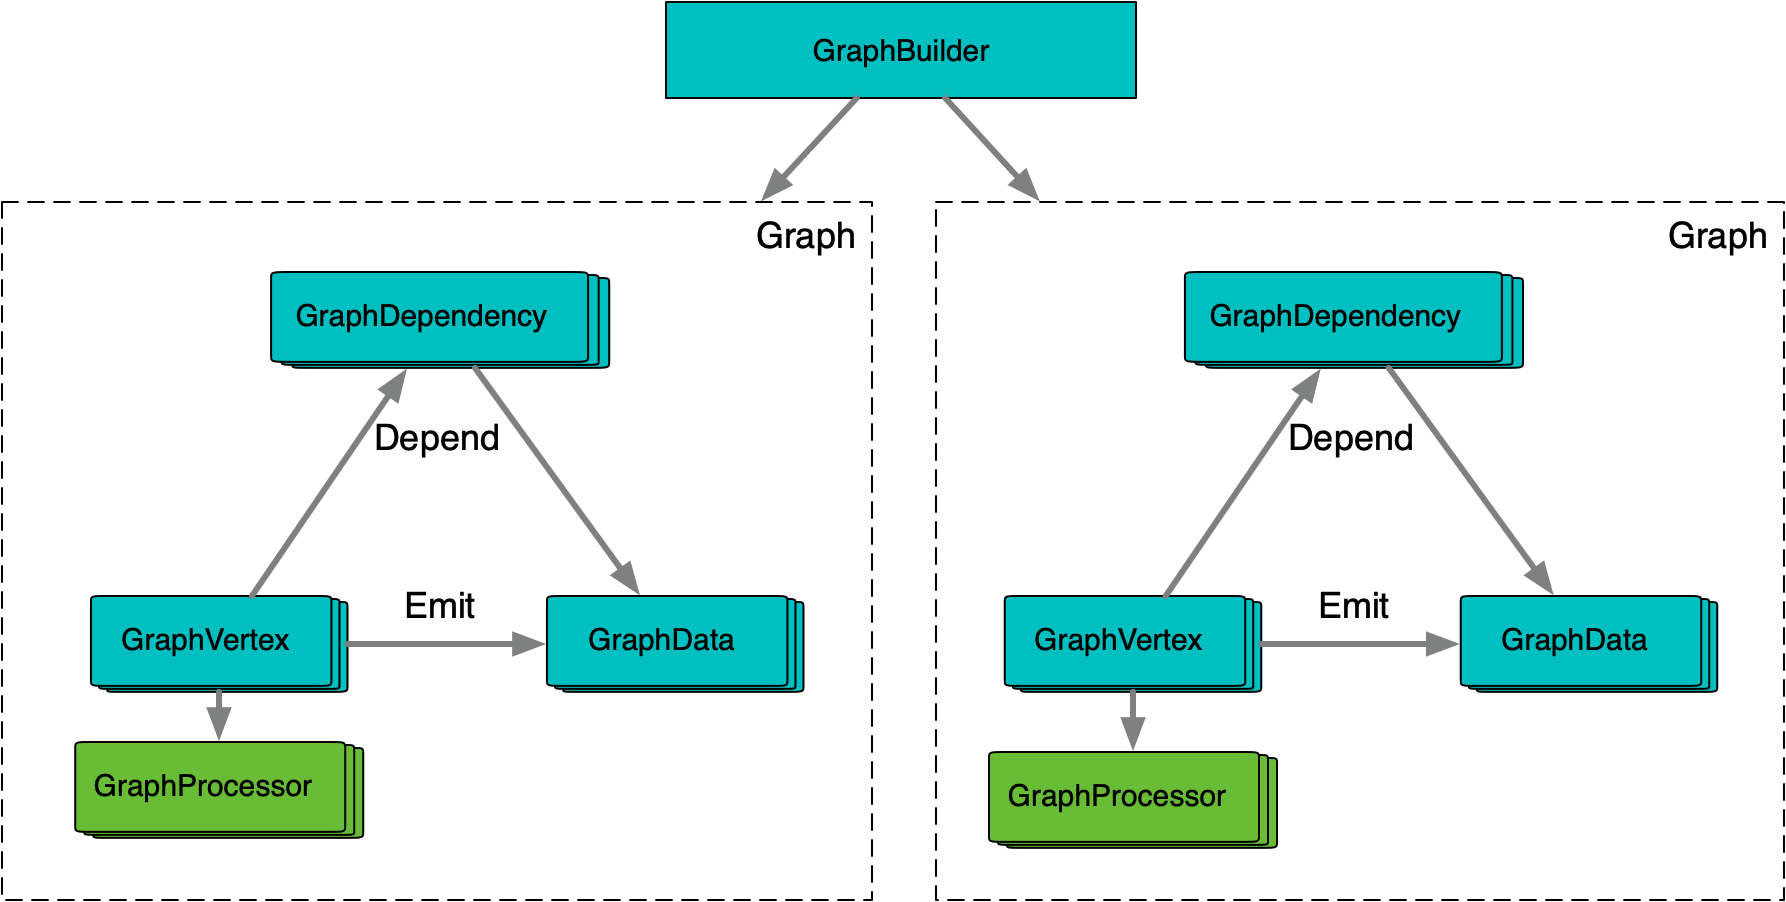 GraphBuilder
Graph
GraphDependency
Depend
GraphVertex
Emit
GraphData
GraphProcessor
Graph
GraphDependency
Depend
GraphVertex
Emit
GraphData
GraphProcessor